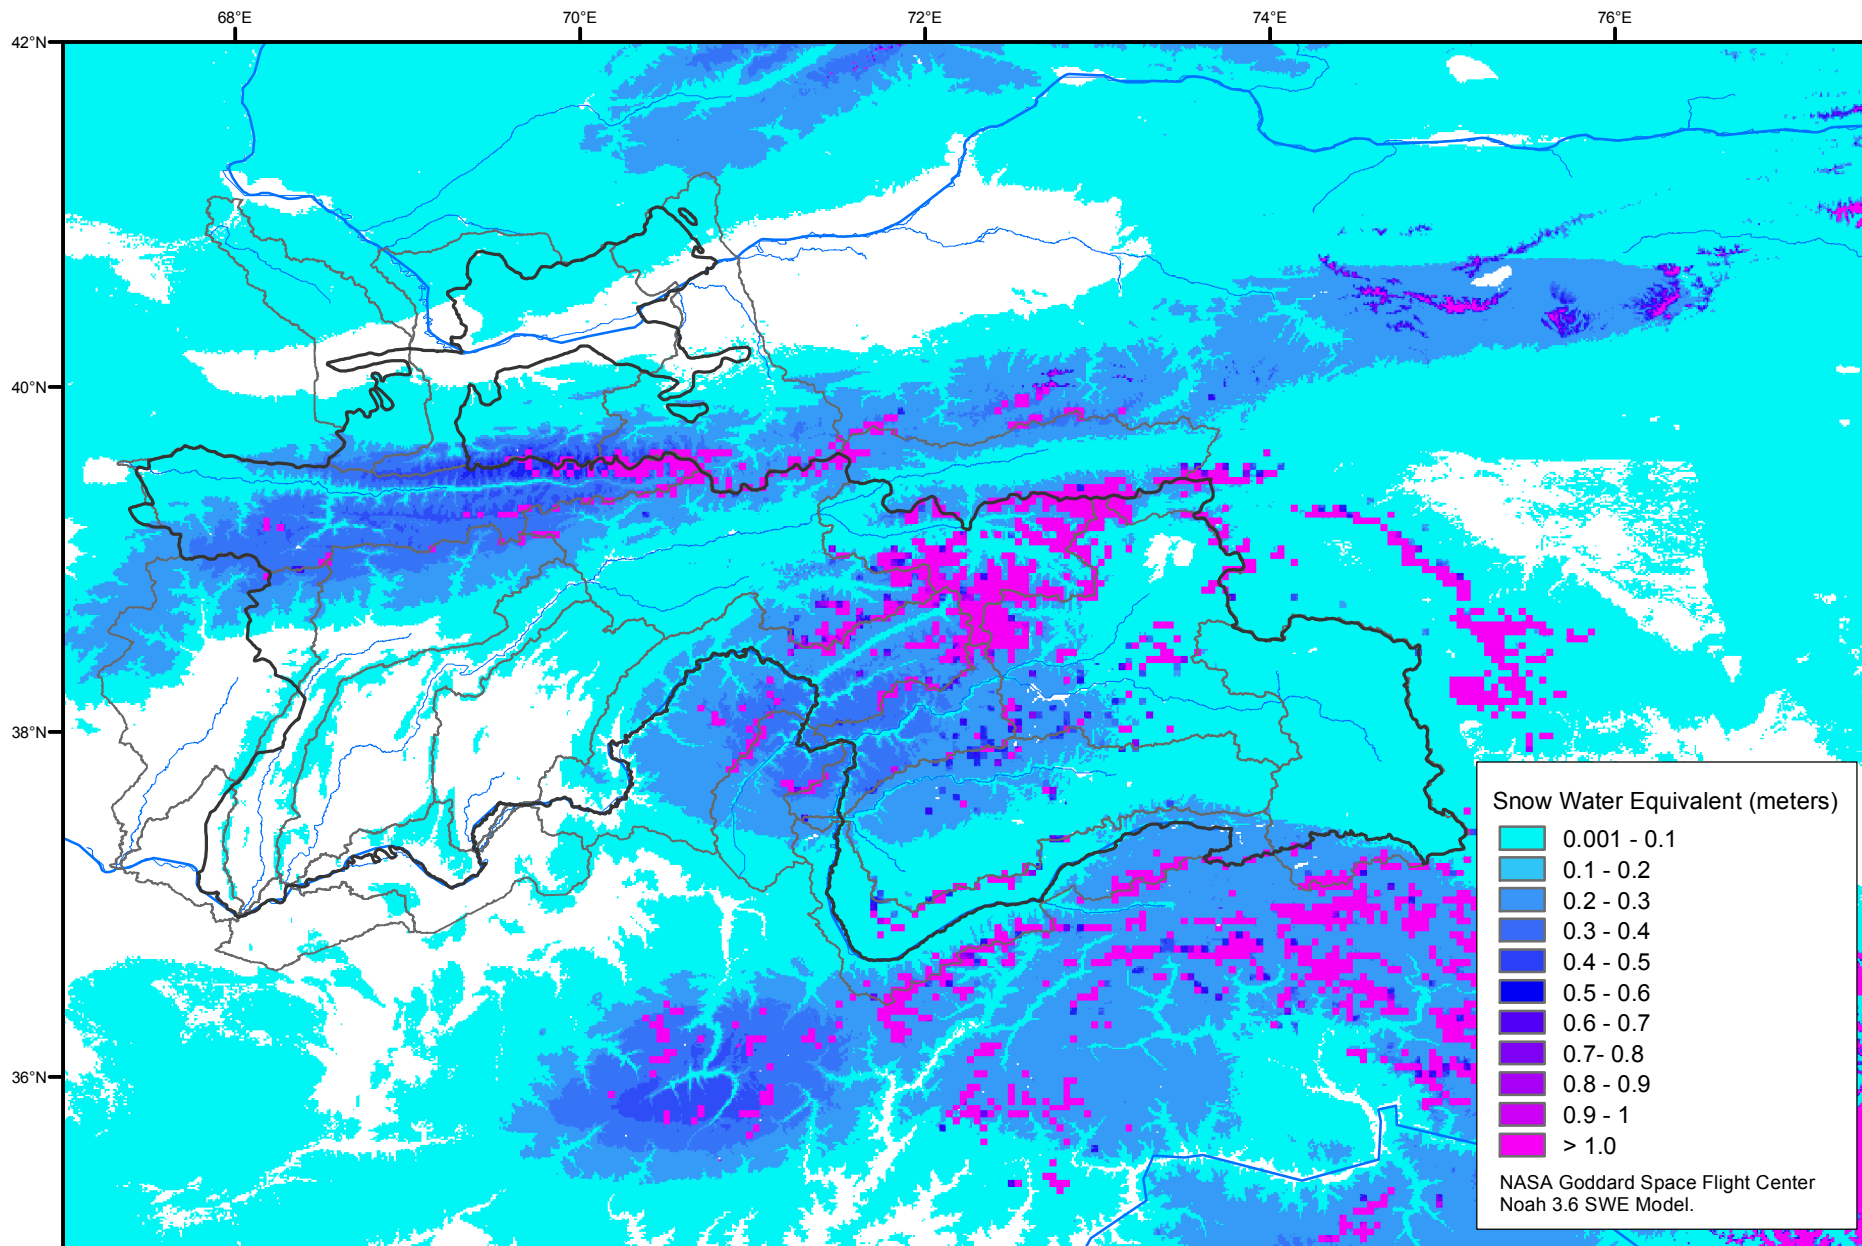 68°E 70°E 72°E 74°E 76°E
42°N
40°N
38°N
36°N
Snow Water Equivalent (meters)
0.001 - 0.1
0.1 - 0.2
0.2 - 0.3
0.3 - 0.4
0.4 - 0.5
0.5 - 0.6
0.6 - 0.7
0.7- 0.8
0.8 - 0.9
0.9 - 1
> 1.0
NASA Goddard Space Flight Center
Noah 3.6 SWE Model.